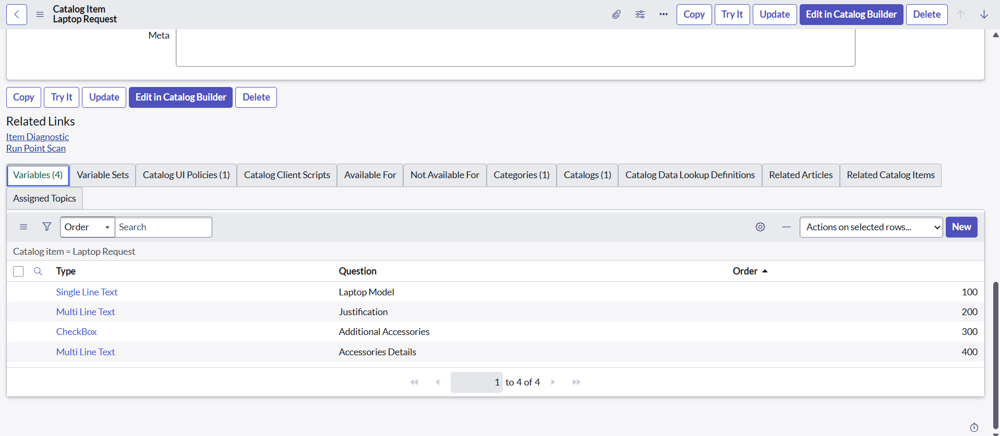 Catalog Item
Laptop Request
Copy Try It Update Edit in Catalog Builder Delete
Meta
Copy Try It Update Edit in Catalog Builder Delete
Related Links
Item Diagnostic
Run Point Scan
Variables (4) Variable Sets Catalog UI Policies (1) Catalog Client Scripts Available For Not Available For Categories (1) Catalogs (1) Catalog Data Lookup Definitions Related Articles Related Catalog Items
Assigned Topics
Order Search Actions on selected rows... New
Catalog item = Laptop Request
Type Question Order
Single Line Text Laptop Model 100
Multi Line Text Justification 200
CheckBox Additional Accessories 300
Multi Line Text Accessories Details 400
1 to 4 of 4